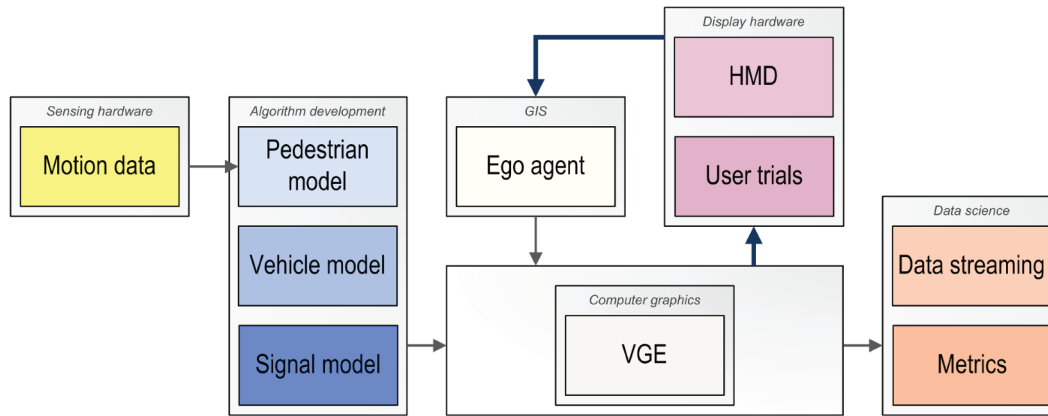 Sensing hardware
Motion data
Algorithm development
Pedestrian
model
Vehicle model
Signal model
GIS
Ego agent
Computer graphics
VGE
Display hardware
HMD
User trials
Data science
Data streaming
Metrics